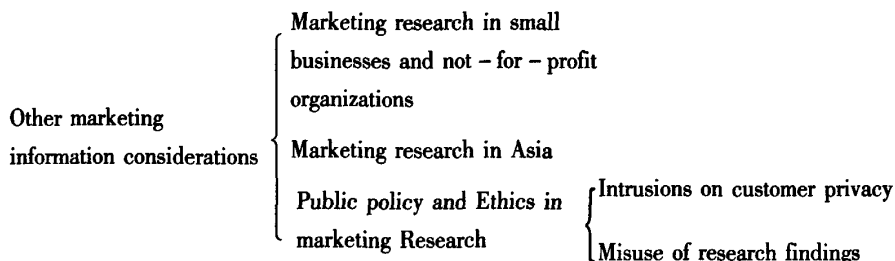 Other marketing
information considerations
Marketing research in small
businesses and not – for – profit
organizations
Marketing research in Asia
Public policy and Ethics in
marketing Research
Intrusions on customer privacy
Misuse of research findings